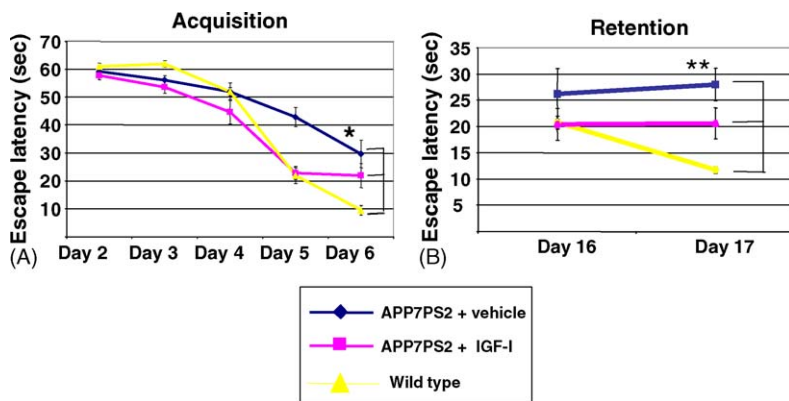 Acquisition
Escape latency (sec)
70
60
50
40
30
20
10
*
(A)
Day 2 Day 3 Day 4 Day 5 Day 6
Retention
Escape latency (sec)
35
30
25
20
15
10
5
**
(B)
Day 16 Day 17
APP7PS2 + vehicle
APP7PS2 + IGF-I
Wild type